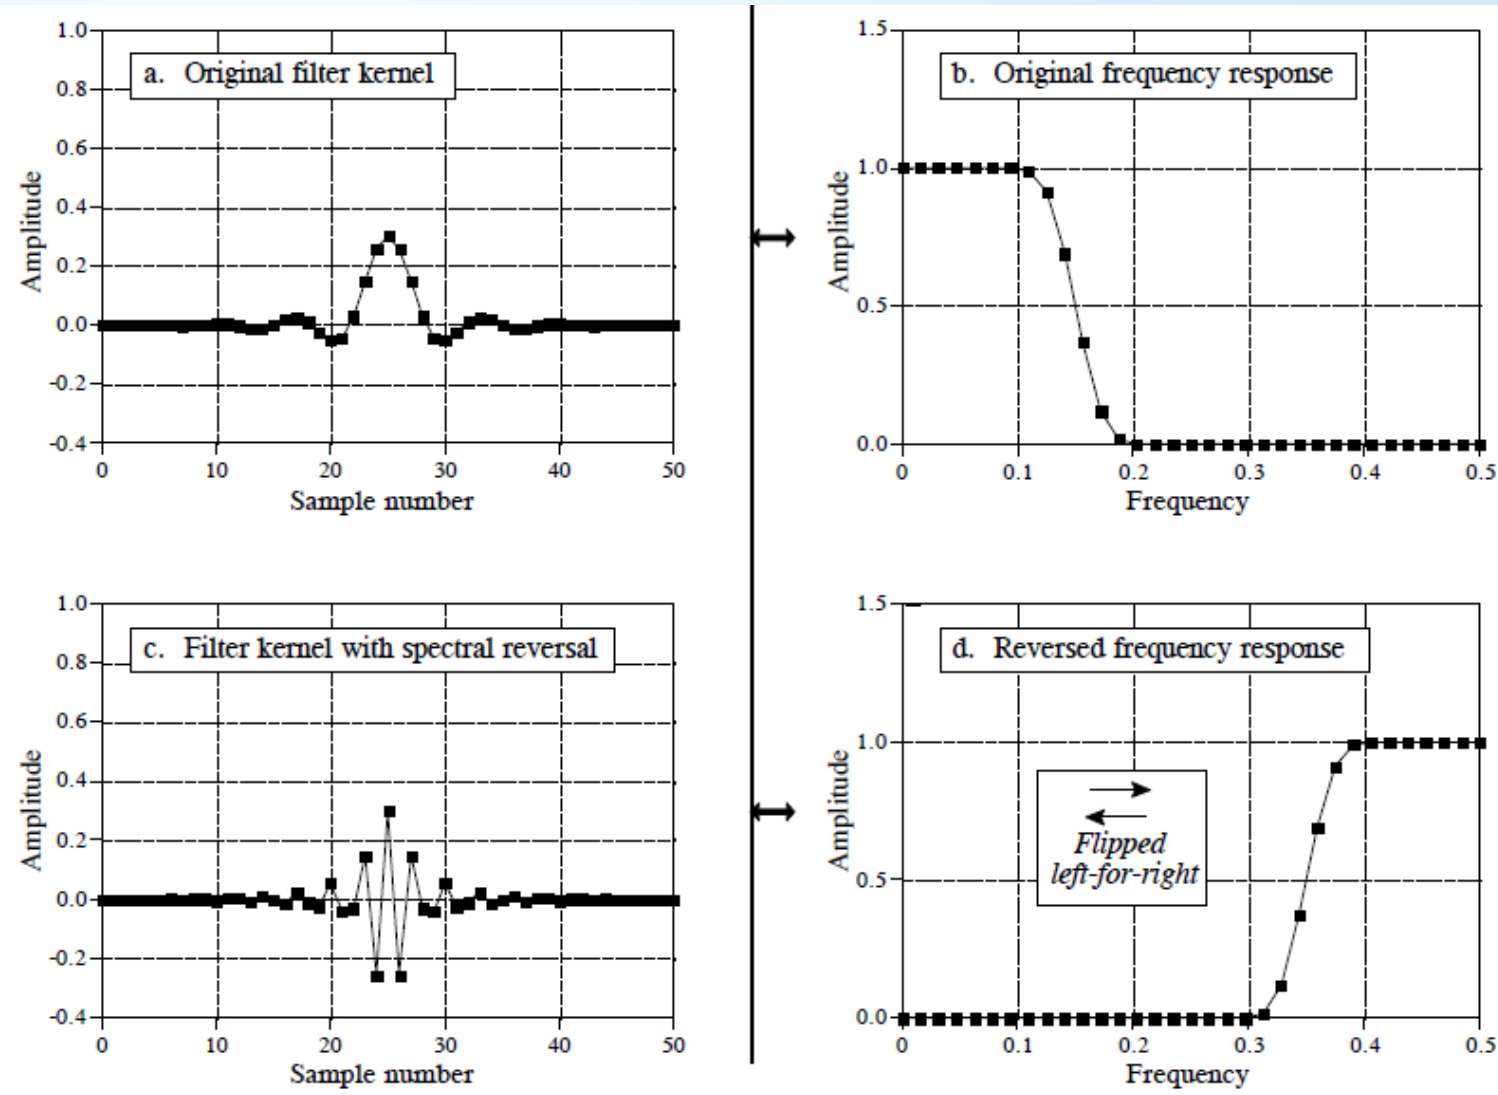 a. Original filter kernel
1.0
0.8
0.6
0.4
0.2
0.0
-0.2
-0.4
Amplitude
0 10 20 30 40 50
Sample number
b. Original frequency response
1.5
1.0
0.5
0.0
Amplitude
0 0.1 0.2 0.3 0.4 0.5
Frequency
c. Filter kernel with spectral reversal
1.0
0.8
0.6
0.4
0.2
0.0
-0.2
-0.4
Amplitude
0 10 20 30 40 50
Sample number
d. Reversed frequency response
1.5
1.0
0.5
0.0
Amplitude
Flipped
left-for-right
0 0.1 0.2 0.3 0.4 0.5
Frequency